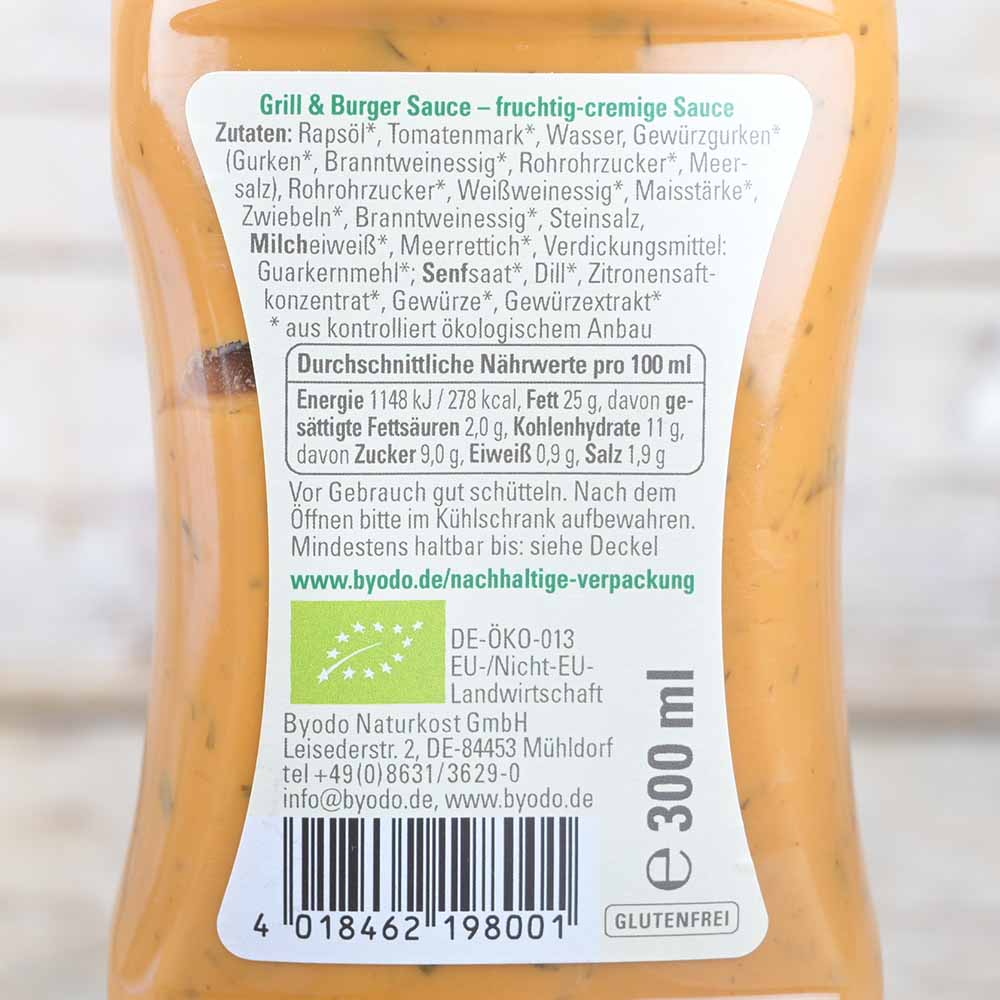 Grill & Burger Sauce – fruchtig-cremige Sauce
Zutaten: Rapsöl*, Tomatenmark*, Wasser, Gewürzgurken*
(Gurken*, Branntweinessig*, Rohrohrzucker*, Meer-
salz), Rohrohrzucker*, Weißweinessig*, Maisstärke*,
Zwiebeln*, Branntweinessig*, Steinsalz,
Milcheiweiß*, Meerrettich*, Verdickungsmittel:
Guarkernmehl*; Senfsaat*, Dill*, Zitronensaft-
konzentrat*, Gewürze*, Gewürzextrakt*
* aus kontrolliert ökologischem Anbau
Durchschnittliche Nährwerte pro 100 ml
Energie 1148 kJ / 278 kcal, Fett 25 g, davon ge-
sättigte Fettsäuren 2,0 g, Kohlenhydrate 11 g,
davon Zucker 9,0 g, Eiweiß 0,9 g, Salz 1,9 g
Vor Gebrauch gut schütteln. Nach dem
Öffnen bitte im Kühlschrank aufbewahren.
Mindestens haltbar bis: siehe Deckel
www.byodo.de/nachhaltige-verpackung
DE-ÖKO-013
EU-/Nicht-EU-
Landwirtschaft
Byodo Naturkost GmbH
Leisederstr. 2, DE-84453 Mühldorf
tel +49(0)8631/3629-0
info@byodo.de, www.byodo.de
e 300 ml
4 018462 198001
GLUTENFREI